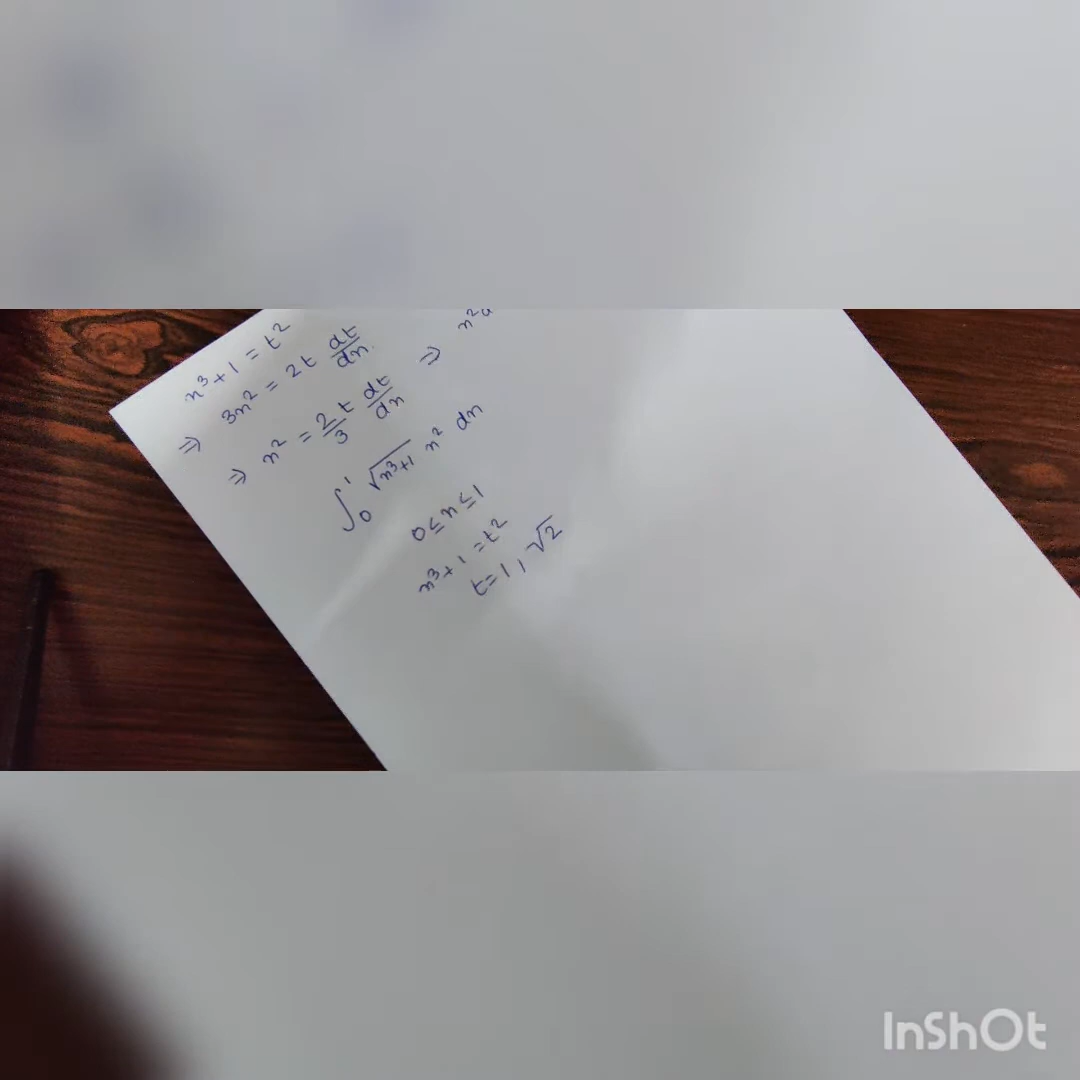 x³+1 = t²
⇒ 3x² = 2t dt/dx
⇒ x² = 2/3 t dt/dx ⇒ x²
∫₀¹ √x³+1 x² dx
0 ≤ x ≤ 1
x³+1 = t²
t=1, √2
InShOt